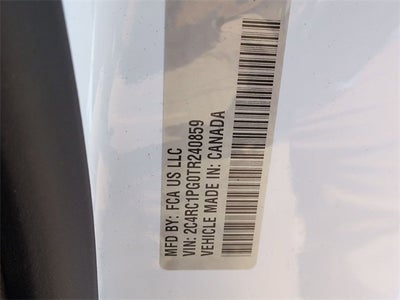 MFD BY: FCA US LLC
VIN: 2C4RC1PG0TR240859
VEHICLE MADE IN: CANADA